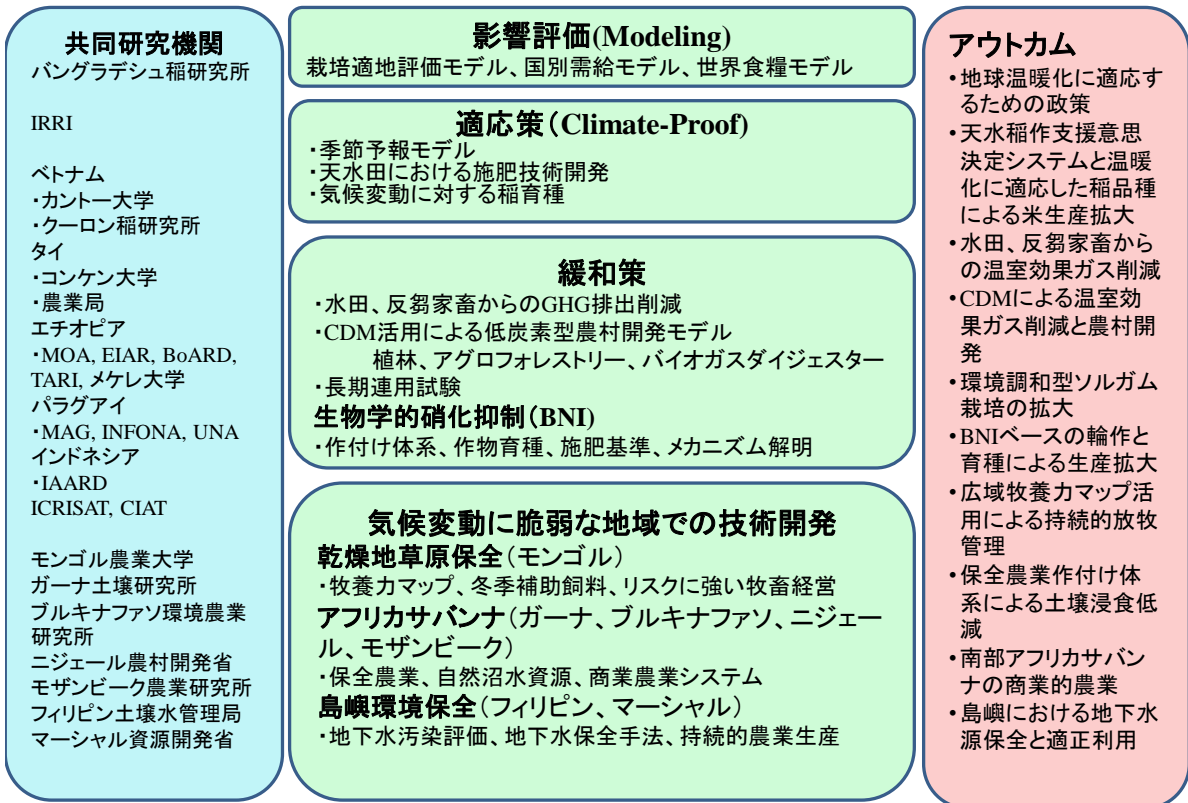 共同研究機関
バングラデシュ稲研究所
IRRI
ベトナム
・カントー大学
・クーロン稲研究所
タイ
・コンケン大学
・農業局
エチオピア
・MOA, EIAR, BoARD,
TARI, メケレ大学
パラグアイ
・MAG, INFONA, UNA
インドネシア
・IAARD
ICRISAT, CIAT
モンゴル農業大学
ガーナ土壌研究所
ブルキナファソ環境農業
研究所
ニジェール農村開発省
モザンビーク農業研究所
フィリピン土壌水管理局
マーシャル資源開発省
影響評価(Modeling)
栽培適地評価モデル、国別需給モデル、世界食糧モデル
適応策(Climate-Proof)
・季節予報モデル
・天水田における施肥技術開発
・気候変動に対する稲育種
緩和策
・水田、反芻家畜からのGHG排出削減
・CDM活用による低炭素型農村開発モデル
植林、アグロフォレストリー、バイオガスダイジェスター
・長期連用試験
生物学的硝化抑制(BNI)
・作付け体系、作物育種、施肥基準、メカニズム解明
気候変動に脆弱な地域での技術開発
乾燥地草原保全(モンゴル)
・牧養力マップ、冬季補助飼料、リスクに強い牧畜経営
アフリカサバンナ(ガーナ、ブルキナファソ、ニジェー
ル、モザンビーク)
・保全農業、自然沼水資源、商業農業システム
島嶼環境保全(フィリピン、マーシャル)
・地下水汚染評価、地下水保全手法、持続的農業生産
アウトカム
•地球温暖化に適応す
るための政策
•天水稲作支援意思
決定システムと温暖
化に適応した稲品種
による米生産拡大
•水田、反芻家畜から
の温室効果ガス削減
•CDMによる温室効
果ガス削減と農村開
発
•環境調和型ソルガム
栽培の拡大
•BNIベースの輪作と
育種による生産拡大
•広域牧養力マップ活
用による持続的放牧
管理
•保全農業作付け体
系による土壌浸食低
減
•南部アフリカサバン
ナの商業的農業
•島嶼における地下水
源保全と適正利用